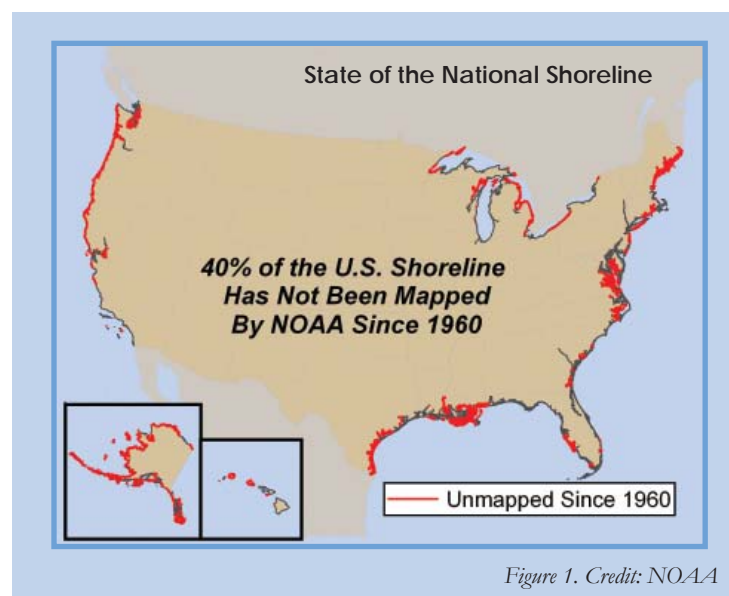 State of the National Shoreline
40% of the U.S. Shoreline
Has Not Been Mapped
By NOAA Since 1960
Unmapped Since 1960
Figure 1. Credit: NOAA